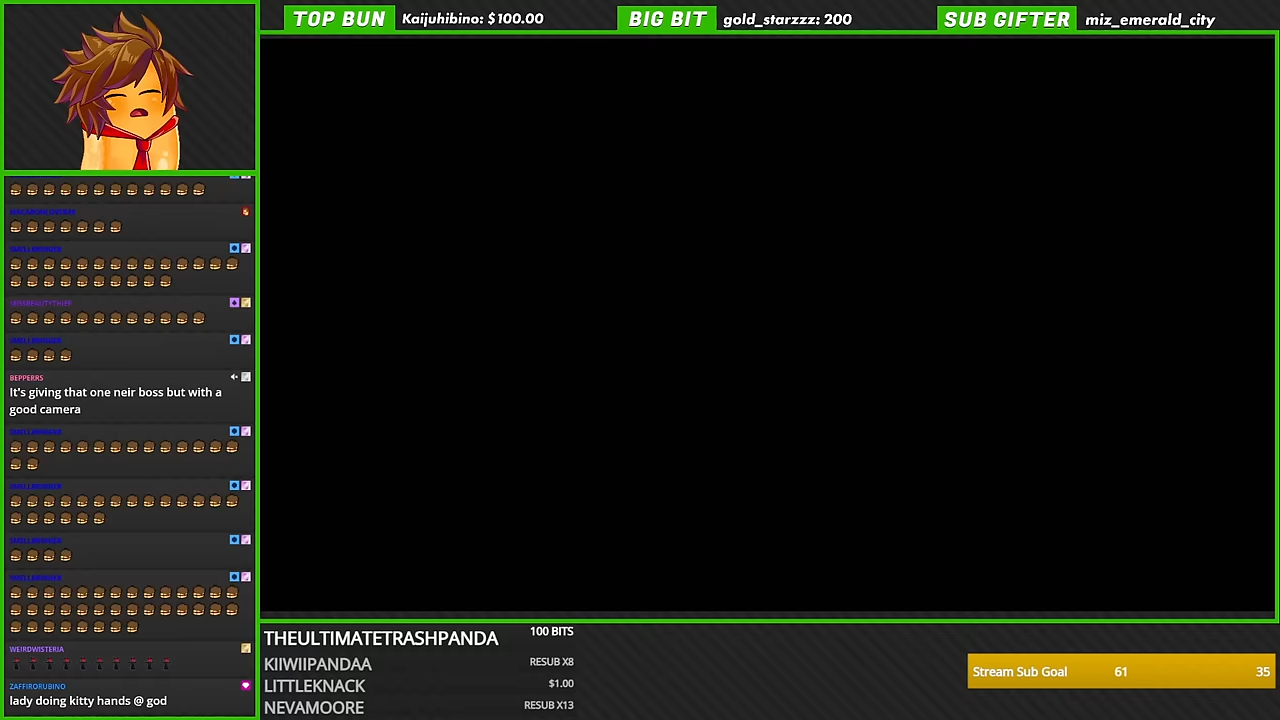 TOP BUN Kaijuhibino: $100.00 BIG BIT gold_starzzz: 200 SUB GIFTER miz_emerald_city
BEPPERRS
It's giving that one neir boss but with a
good camera
WEIRDWISTERIA
ZAFFIRORUBINO
lady doing kitty hands @ god
THEULTIMATETRASHPANDA 100 BITS
KIIWIIPANDAA RESUB X8
LITTLEKNACK $1.00
NEVAMOORE RESUB X13
Stream Sub Goal 61 35